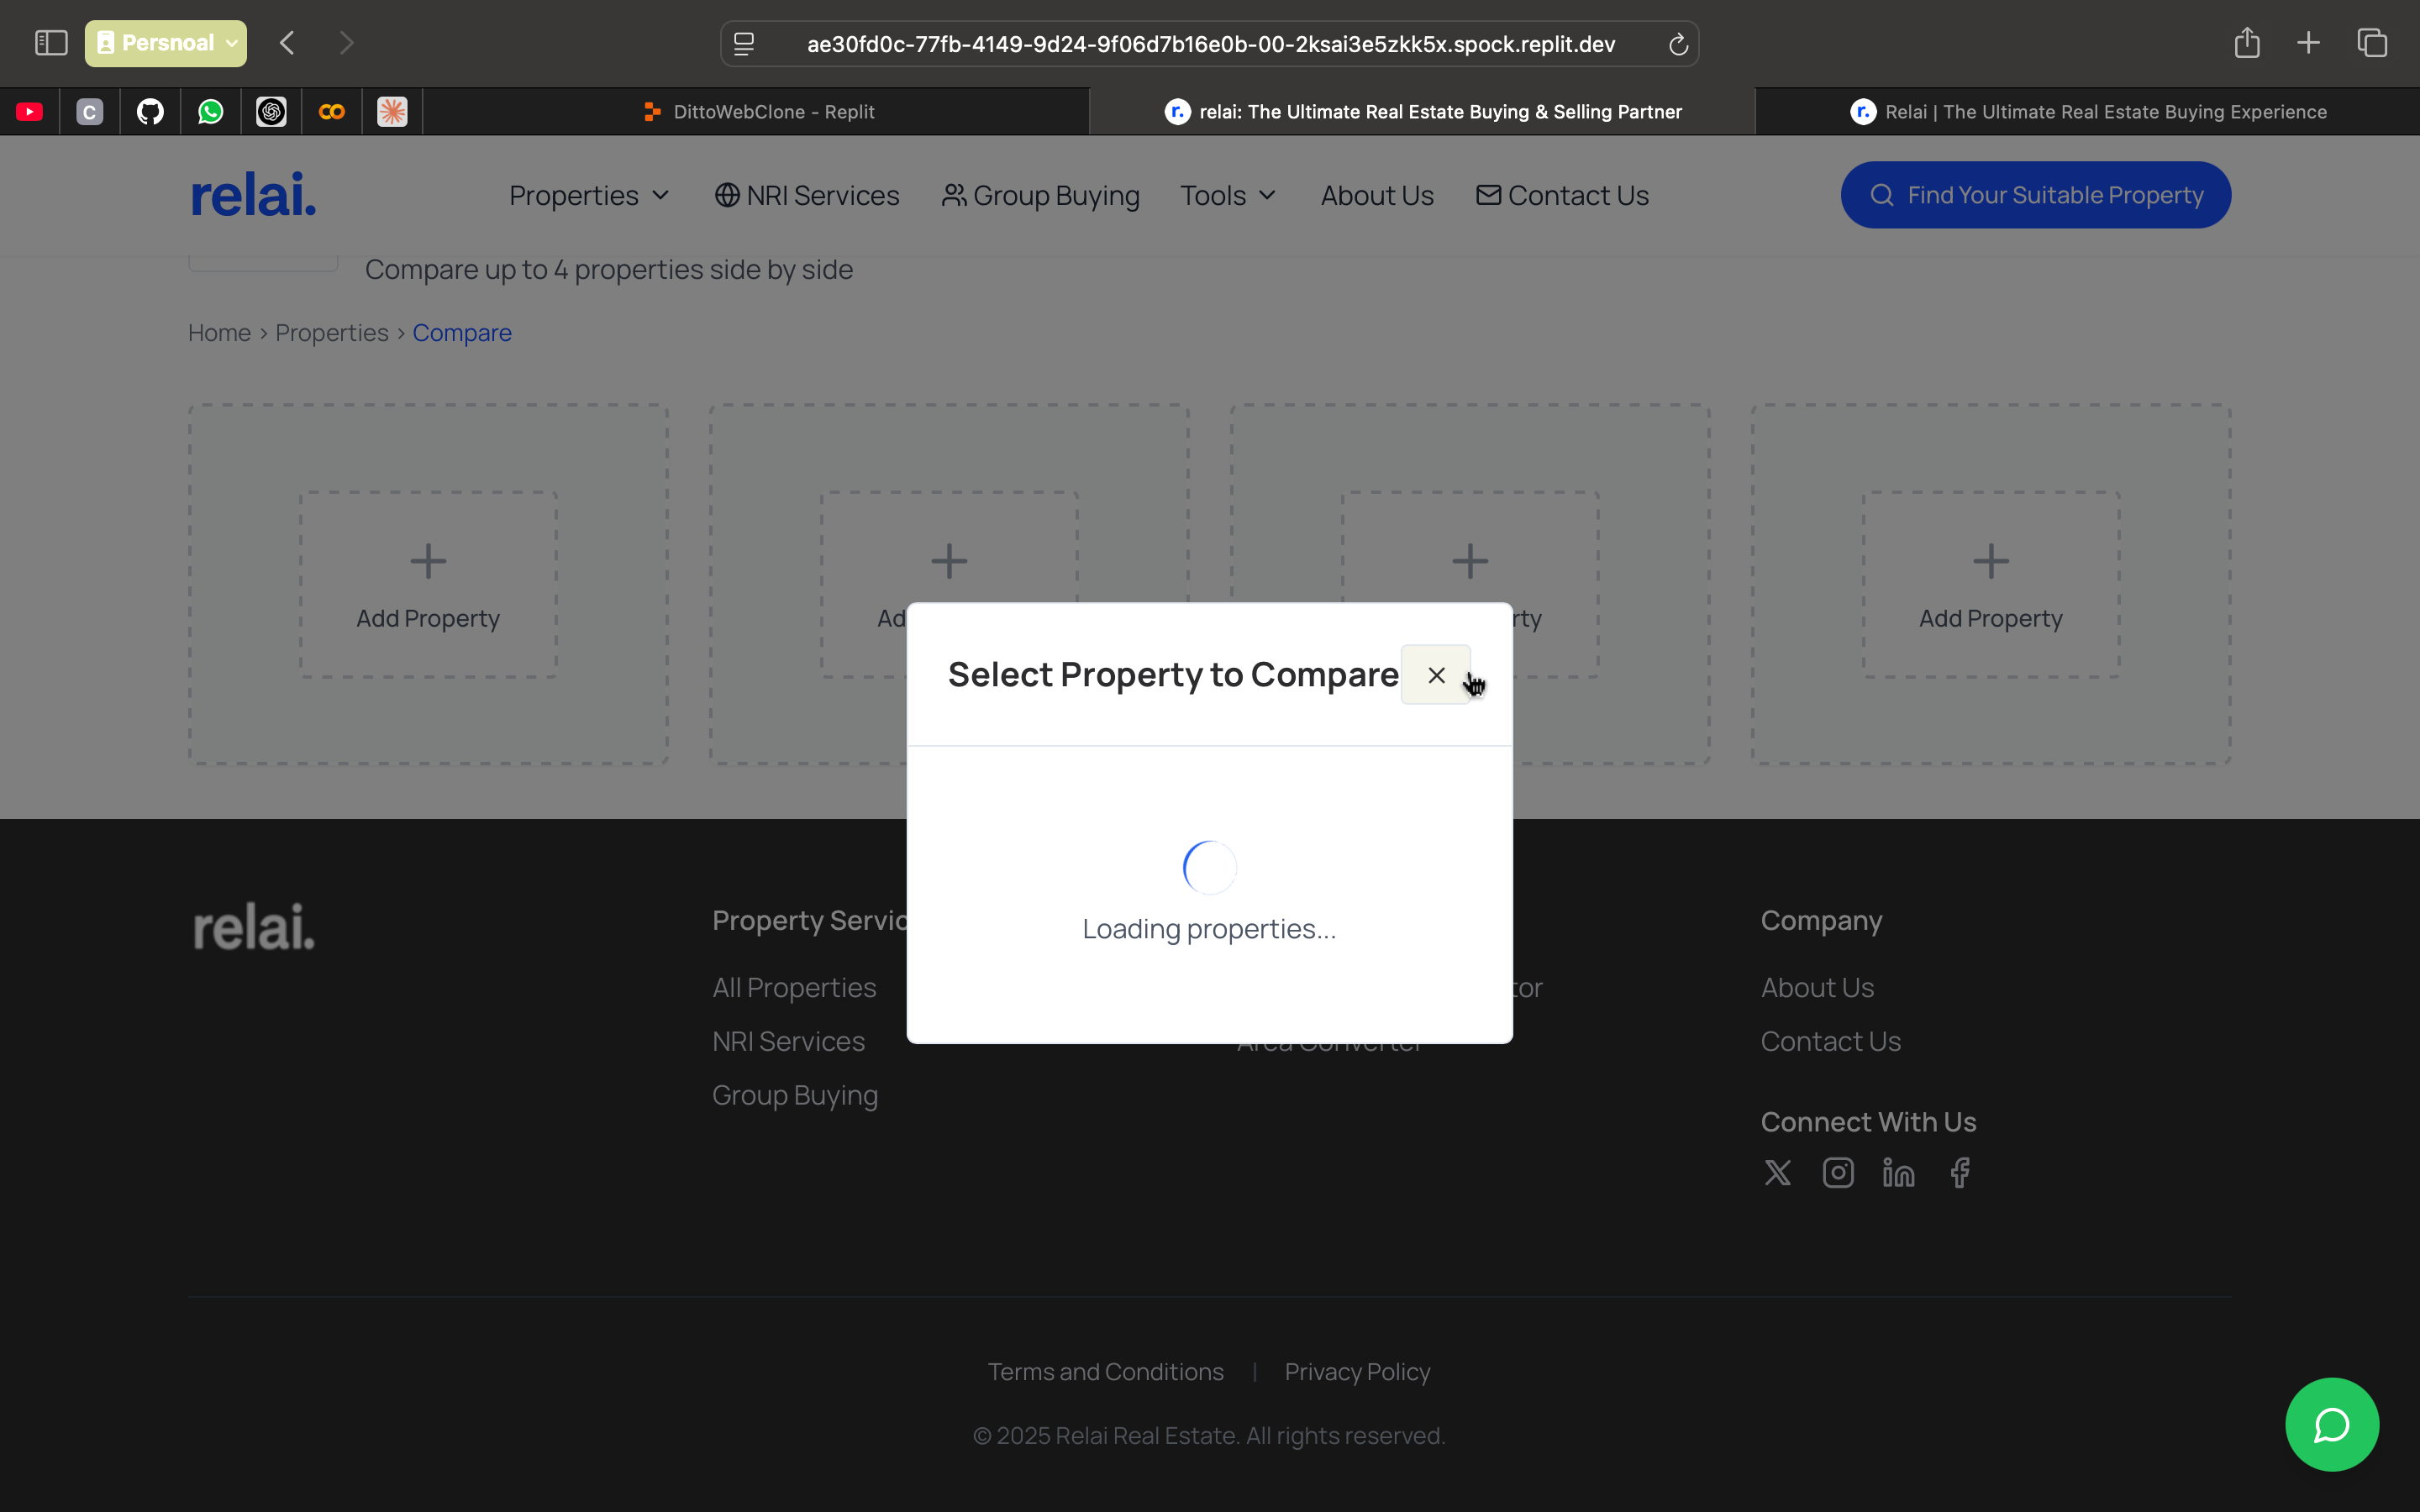 Persnoal
ae30fd0c-77fb-4149-9d24-9f06d7b16e0b-00-2ksai3e5zkk5x.spock.replit.dev
C
DittoWebClone - Replit
r. relai: The Ultimate Real Estate Buying & Selling Partner
r. Relai | The Ultimate Real Estate Buying Experience
relai.
Properties
NRI Services
Group Buying
Tools
About Us
Contact Us
Find Your Suitable Property
Compare up to 4 properties side by side
Home > Properties > Compare
Add Property
Ad
rty
Add Property
Select Property to Compare
Loading properties...
relai.
Property Servic
All Properties
NRI Services
Group Buying
tor
Area Converter
Company
About Us
Contact Us
Connect With Us
Terms and Conditions | Privacy Policy
© 2025 Relai Real Estate. All rights reserved.